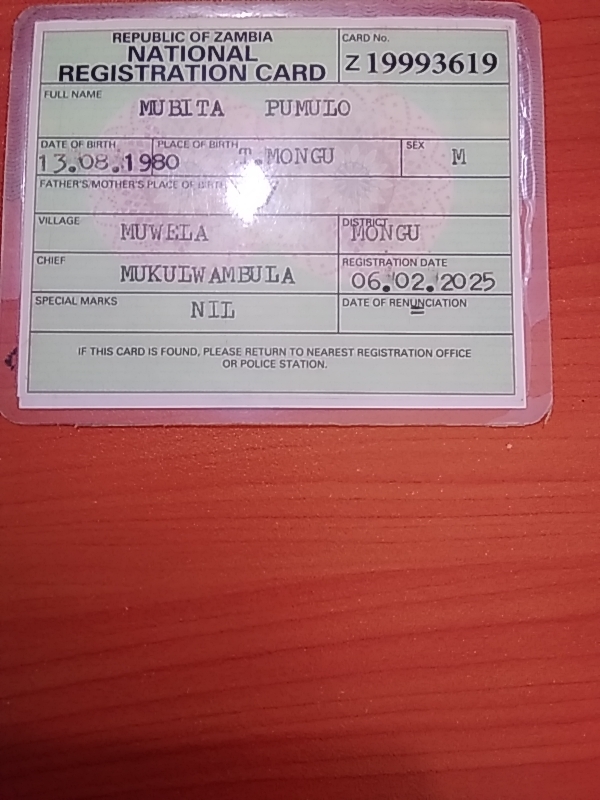 REPUBLIC OF ZAMBIA
NATIONAL
REGISTRATION CARD
CARD No.
Z 19993619
FULL NAME
MUBITA PUMULO
DATE OF BIRTH
13.08.1980
PLACE OF BIRTH
T.MONGU
SEX
M
FATHER'S/MOTHER'S PLACE OF BIRTH
VILLAGE
MUWELA
DISTRICT
MONGU
CHIEF
MUKULWAMBULA
REGISTRATION DATE
06.02.2025
SPECIAL MARKS
NIL
DATE OF RENUNCIATION
=
IF THIS CARD IS FOUND, PLEASE RETURN TO NEAREST REGISTRATION OFFICE
OR POLICE STATION.